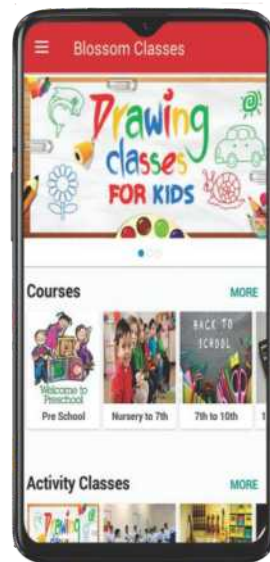 Blossom Classes
Drawing
classes
FOR KIDS
Courses
MORE
Welcome to
Preschool
BACK TO
SCHOOL
Pre School
Nursery to 7th
7th to 10th
Activity Classes
MORE
Drawing